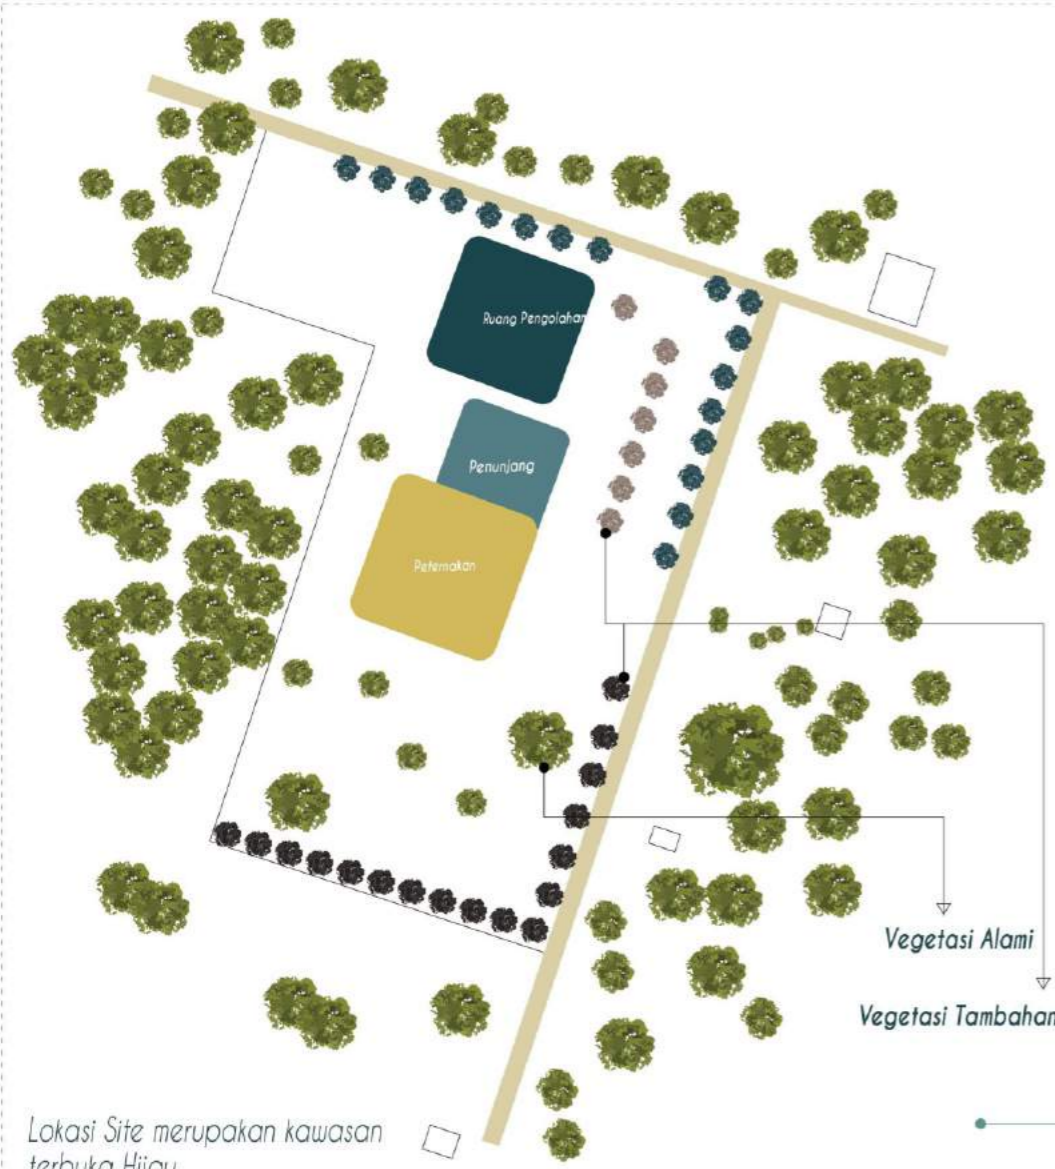 Ruang Pengolahan
Penunjang
Peternakan
Vegetasi Alami
Vegetasi Tambahan
Lokasi Site merupakan kawasan
terbuka Hijau